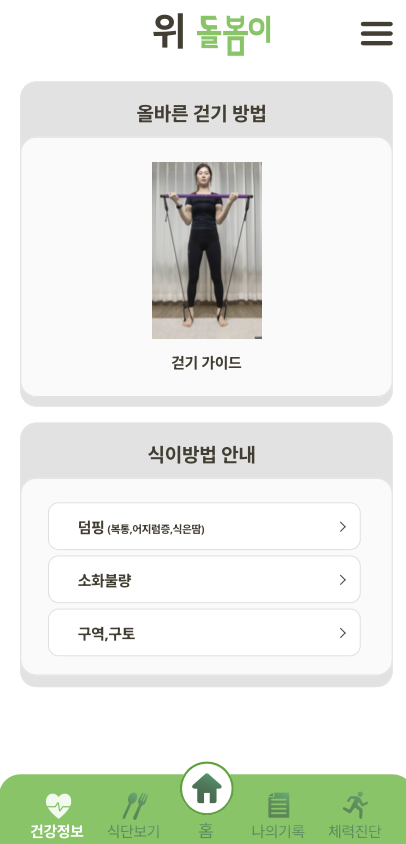 위 돌봄이
올바른 걷기 방법
걷기 가이드
식이방법 안내
덤핑 (복통,어지럼증,식은땀)
소화불량
구역,구토
건강정보 식단보기 홈 나의기록 체력진단